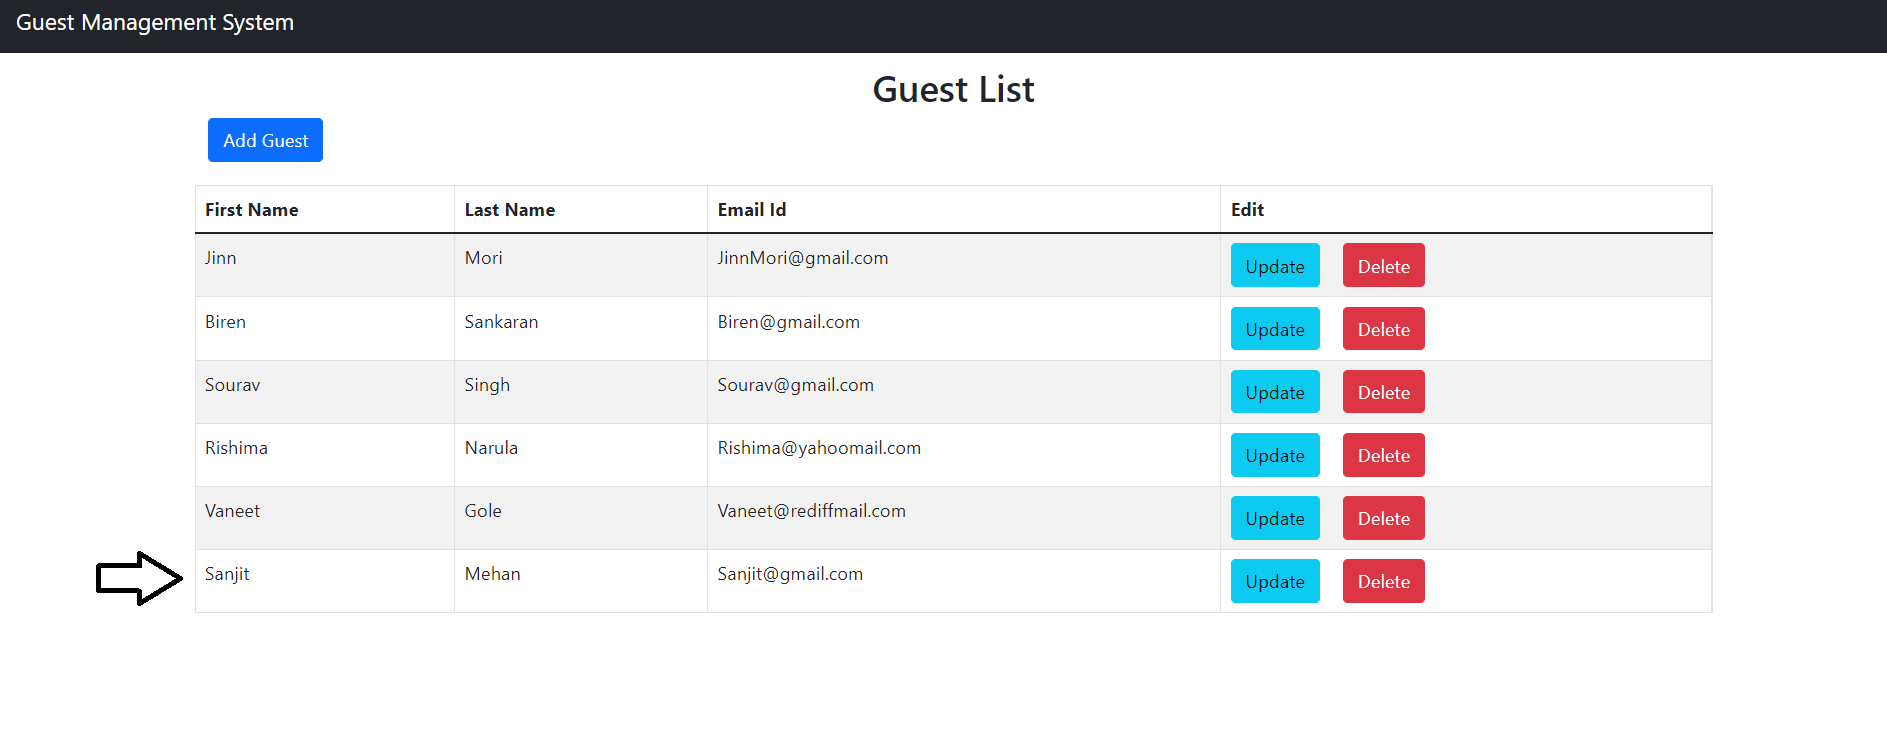 Guest Management System
Guest List
Add Guest
First Name Last Name Email Id Edit
Jinn Mori JinnMori@gmail.com Update Delete
Biren Sankaran Biren@gmail.com Update Delete
Sourav Singh Sourav@gmail.com Update Delete
Rishima Narula Rishima@yahoomail.com Update Delete
Vaneet Gole Vaneet@rediffmail.com Update Delete
Sanjit Mehan Sanjit@gmail.com Update Delete